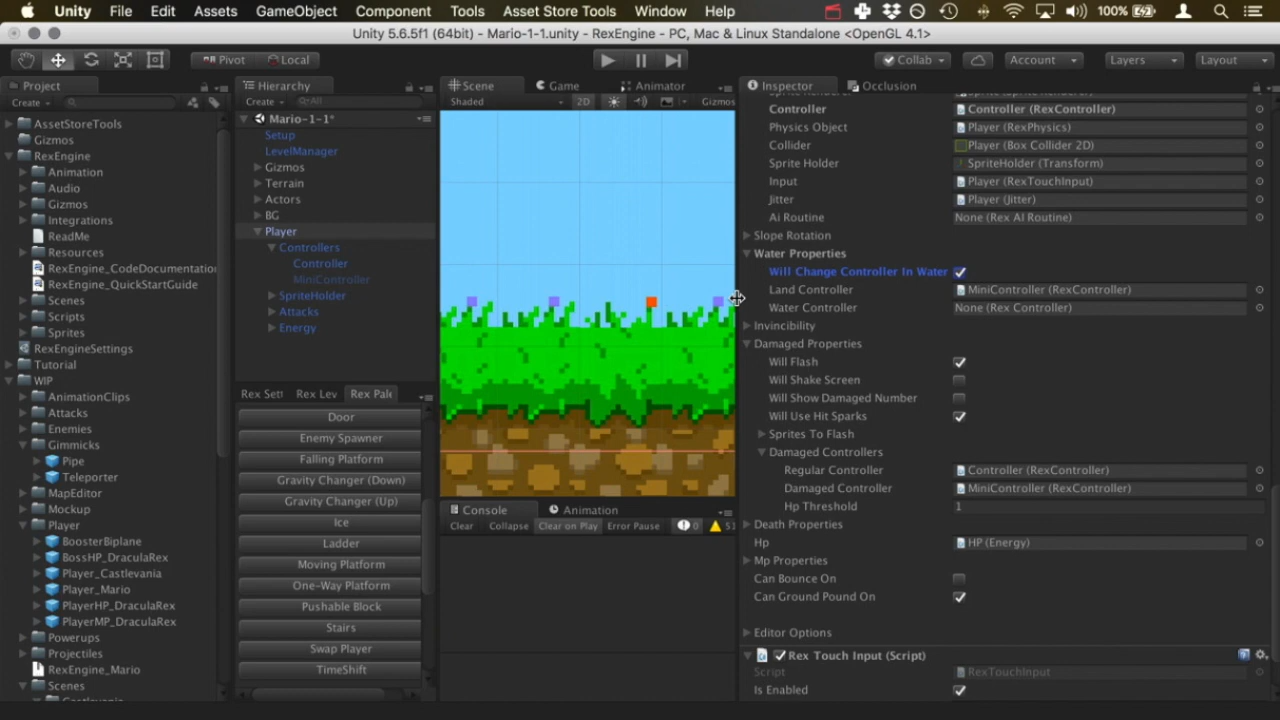 Unity File Edit Assets GameObject Component Tools Asset Store Tools Window Help 100%
Unity 5.6.5f1 (64bit) - Mario-1-1.unity - RexEngine - PC, Mac & Linux Standalone <OpenGL 4.1>
Pivot Local Collab Account Layers Layout
Project
Create
AssetStoreTools
Gizmos
RexEngine
Animation
Audio
Gizmos
Integrations
ReadMe
Resources
RexEngine_CodeDocumentatio
RexEngine_QuickStartGuide
Scenes
Scripts
Sprites
RexEngineSettings
Tutorial
WIP
AnimationClips
Attacks
Enemies
Gimmicks
Pipe
Teleporter
MapEditor
Mockup
Player
BoosterBiplane
BossHP_DraculaRex
Player_Castlevania
Player_Mario
PlayerHP_DraculaRex
PlayerMP_DraculaRex
Powerups
Projectiles
RexEngine_Mario
Scenes
Hierarchy
Create All
Mario-1-1*
Setup
LevelManager
Gizmos
Terrain
Actors
BG
Player
Controllers
Controller
MiniController
SpriteHolder
Attacks
Energy
Rex Set Rex Lev Rex Pale
Door
Enemy Spawner
Falling Platform
Gravity Changer (Down)
Gravity Changer (Up)
Ice
Ladder
Moving Platform
One-Way Platform
Pushable Block
Stairs
Swap Player
TimeShift
Scene Game Animator
Shaded 2D Gizmos
Console Animation
Clear Collapse Clear on Play Error Pause 0 51
Inspector Occlusion
Controller Controller (RexController)
Physics Object Player (RexPhysics)
Collider Player (Box Collider 2D)
Sprite Holder SpriteHolder (Transform)
Input Player (RexTouchInput)
Jitter Player (Jitter)
Ai Routine None (Rex AI Routine)
Slope Rotation
Water Properties
Will Change Controller In Water
Land Controller MiniController (RexController)
Water Controller None (Rex Controller)
Invincibility
Damaged Properties
Will Flash
Will Shake Screen
Will Show Damaged Number
Will Use Hit Sparks
Sprites To Flash
Damaged Controllers
Regular Controller Controller (RexController)
Damaged Controller MiniController (RexController)
Hp Threshold 1
Death Properties
Hp HP (Energy)
Mp Properties
Can Bounce On
Can Ground Pound On
Editor Options
Rex Touch Input (Script)
Script RexTouchInput
Is Enabled